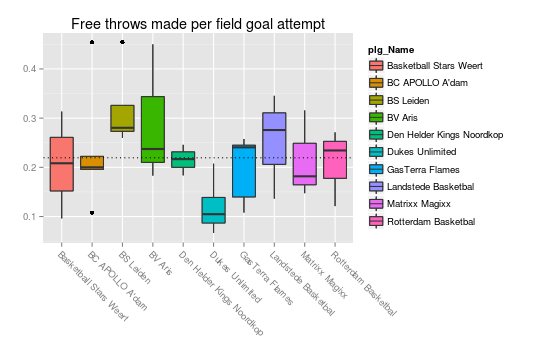 Free throws made per field goal attempt
0.4
0.3
0.2
0.1
Basketball Stars Weert
BC APOLLO A'dam
BS Leiden
BV Aris
Den Helder Kings Noordkop
Dukes Unlimited
GasTerra Flames
Landstede Basketbal
Matrixx Magixx
Rotterdam Basketbal
plg_Name
Basketball Stars Weert
BC APOLLO A'dam
BS Leiden
BV Aris
Den Helder Kings Noordkop
Dukes Unlimited
GasTerra Flames
Landstede Basketbal
Matrixx Magixx
Rotterdam Basketbal